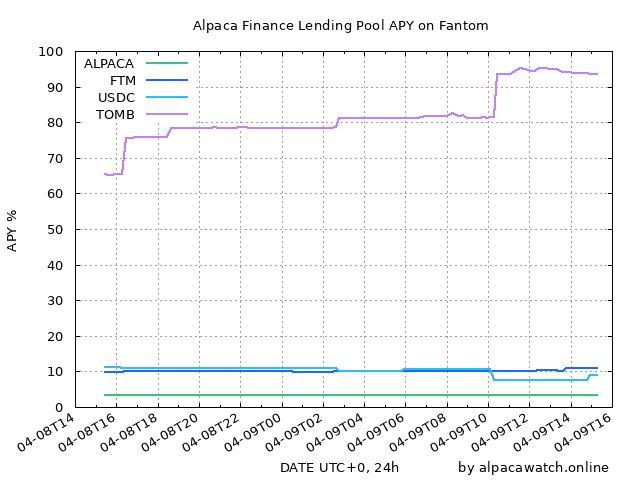 Alpaca Finance Lending Pool APY on Fantom
100
90
80
70
60
50
40
30
20
10
0
APY %
ALPACA
FTM
USDC
TOMB
04-08T14
04-08T16
04-08T18
04-08T20
04-08T22
04-09T00
04-09T02
04-09T04
04-09T06
04-09T08
04-09T10
04-09T12
04-09T14
04-09T16
DATE UTC+0, 24h
by alpacawatch.online